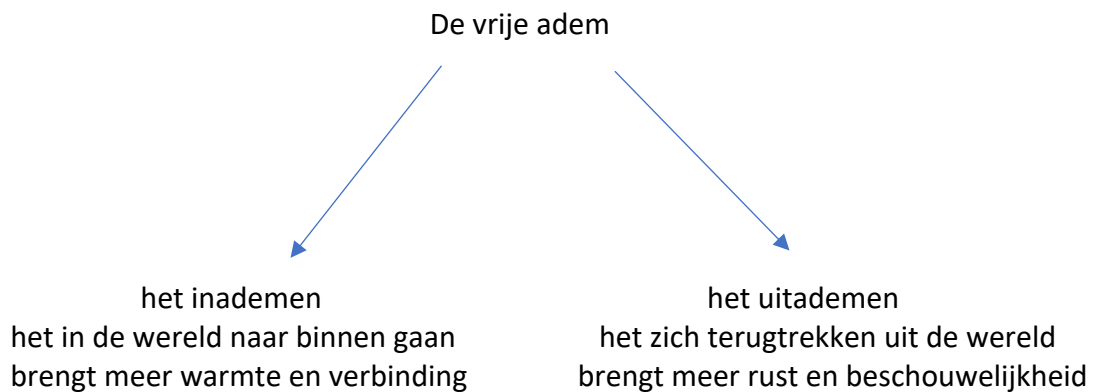 De vrije adem
het inademen
het in de wereld naar binnen gaan
brengt meer warmte en verbinding
het uitademen
het zich terugtrekken uit de wereld
brengt meer rust en beschouwelijkheid